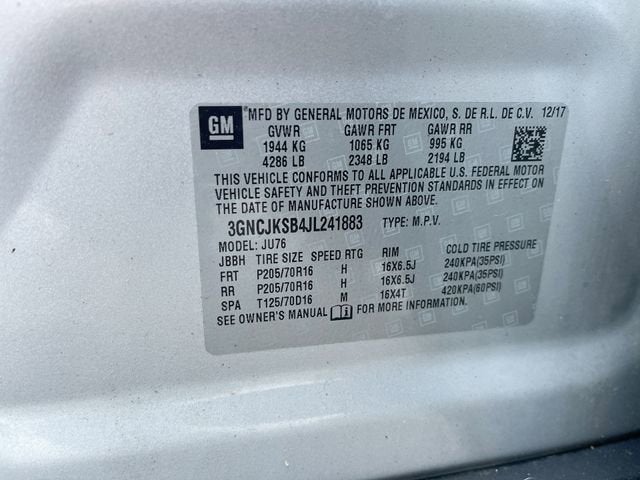 GM
MFD BY GENERAL MOTORS DE MEXICO, S. DE R.L. DE C.V. 12/17
GVWR GAWR FRT GAWR RR
1944 KG 1065 KG 995 KG
4286 LB 2348 LB 2194 LB
THIS VEHICLE CONFORMS TO ALL APPLICABLE U.S. FEDERAL MOTOR
VEHICLE SAFETY AND THEFT PREVENTION STANDARDS IN EFFECT ON
THE DATE OF MANUFACTURE SHOWN ABOVE.
3GNCJKSB4JL241883 TYPE: M.P.V.
MODEL: JU76
JBBH TIRE SIZE SPEED RTG RIM COLD TIRE PRESSURE
FRT P205/70R16 H 16X6.5J 240KPA(35PSI)
RR P205/70R16 H 16X6.5J 240KPA(35PSI)
SPA T125/70D16 M 16X4T 420KPA(60PSI)
SEE OWNER'S MANUAL FOR MORE INFORMATION.